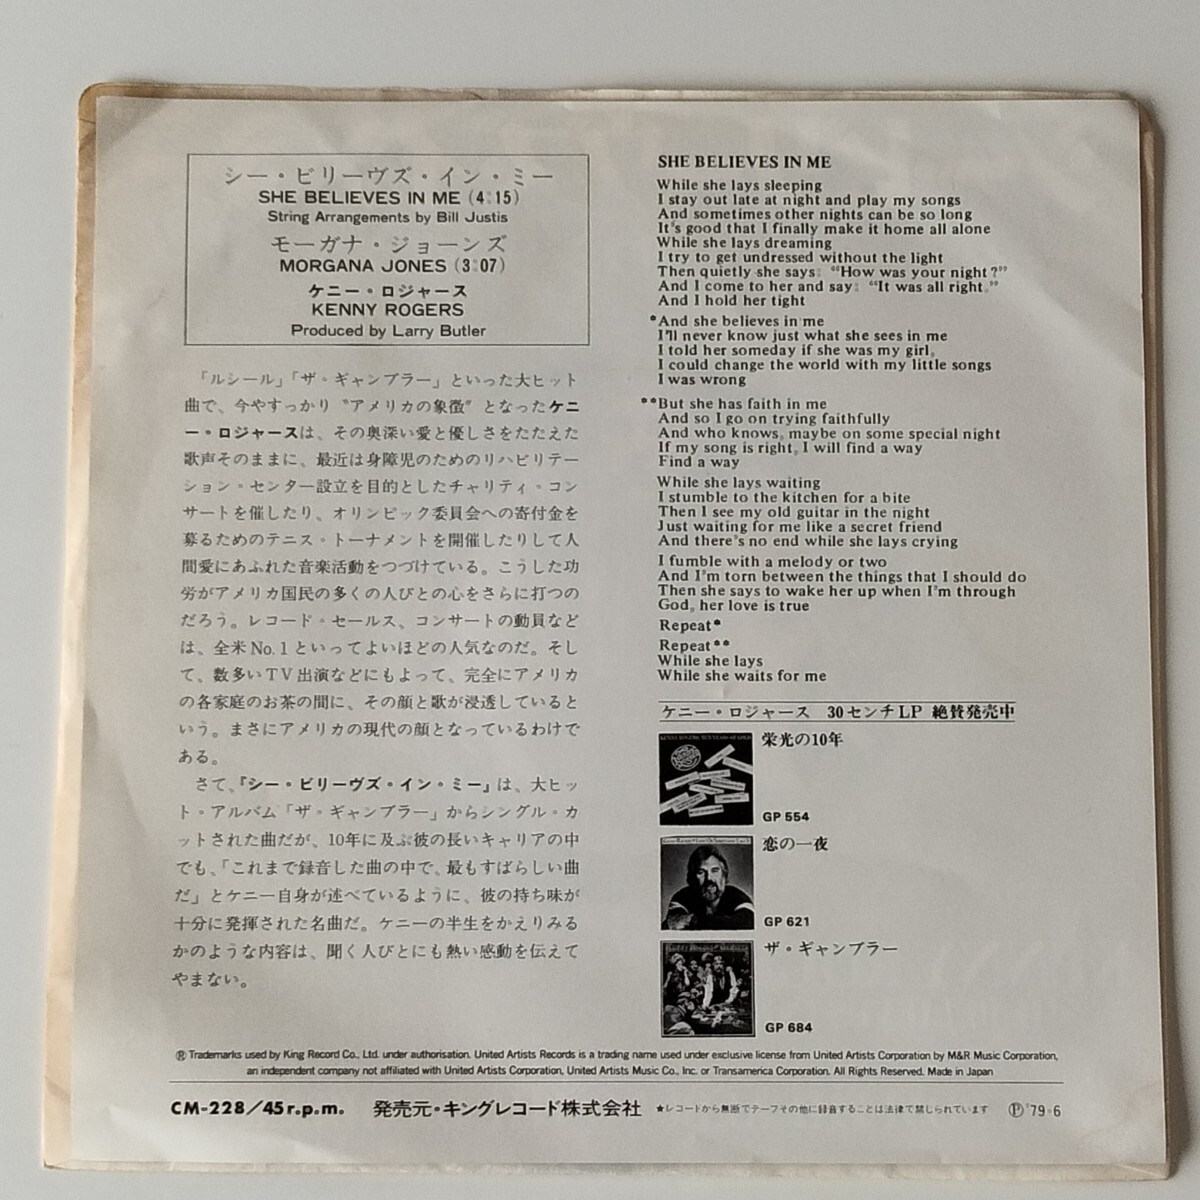 シー・ビリーヴズ・イン・ミー
SHE BELIEVES IN ME (4:15)
String Arrangements by Bill Justis
モーガナ・ジョーンズ
MORGANA JONES (3:07)
ケニー・ロジャース
KENNY ROGERS
Produced by Larry Butler
「ルシール」「ザ・ギャンブラー」といった大ヒット
曲で、今やすっかり〝アメリカの象徴〟となったケニ
ー・ロジャースは、その奥深い愛と優しさをたたえた
歌声そのままに、最近は身障児のためのリハビリテー
ション・センター設立を目的としたチャリティ・コン
サートを催したり、オリンピック委員会への寄付金を
募るためのテニス・トーナメントを開催したりして人
間愛にあふれた音楽活動をつづけている。こうした功
労がアメリカ国民の多くの人びとの心をさらに打つの
だろう。レコード・セールス、コンサートの動員など
は、全米No.1といってよいほどの人気なのだ。そし
て、数多いTV出演などにもよって、完全にアメリカ
の各家庭のお茶の間に、その顔と歌が浸透していると
いう。まさにアメリカの現代の顔となっているわけで
ある。
さて、『シー・ビリーヴズ・イン・ミー』は、大ヒッ
ト・アルバム「ザ・ギャンブラー」からシングル・カ
ットされた曲だが、10年に及ぶ彼の長いキャリアの中
でも、「これまで録音した曲の中で、最もすばらしい曲
だ」とケニー自身が述べているように、彼の持ち味が
十分に発揮された名曲だ。ケニーの半生をかえりみる
かのような内容は、聞く人びとにも熱い感動を伝えて
やまない。
SHE BELIEVES IN ME
While she lays sleeping
I stay out late at night and play my songs
And sometimes other nights can be so long
It's good that I finally make it home all alone
While she lays dreaming
I try to get undressed without the light
Then quietly she says: "How was your night?"
And I come to her and say: "It was all right."
And I hold her tight
*And she believes in me
I'll never know just what she sees in me
I told her someday if she was my girl,
I could change the world with my little songs
I was wrong
**But she has faith in me
And so I go on trying faithfully
And who knows, maybe on some special night
If my song is right, I will find a way
Find a way
While she lays waiting
I stumble to the kitchen for a bite
Then I see my old guitar in the night
Just waiting for me like a secret friend
And there's no end while she lays crying
I fumble with a melody or two
And I'm torn between the things that I should do
Then she says to wake her up when I'm through
God, her love is true
Repeat*
Repeat**
While she lays
While she waits for me
ケニー・ロジャース 30センチLP 絶賛発売中
栄光の10年
GP 554
恋の一夜
GP 621
ザ・ギャンブラー
GP 684
Ⓡ Trademarks used by King Record Co., Ltd. under authorisation. United Artists Records is a trading name used under exclusive license from United Artists Corporation by M&R Music Corporation,
an independent company not affiliated with United Artists Corporation, United Artists Music Co., Inc. or Transamerica Corporation. All Rights Reserved. Made in Japan
CM-228/45r.p.m. 発売元・キングレコード株式会社 ★レコードから無断でテープその他に録音することは法律で禁じられています Ⓟ'79・6